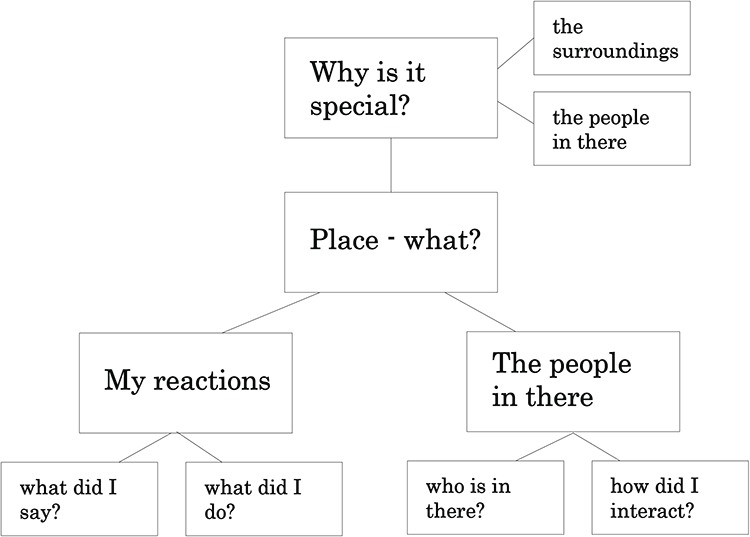 the
surroundings
Why is it
special?
the people
in there
Place - what?
My reactions
The people
in there
what did I
say?
what did I
do?
who is in
there?
how did I
interact?